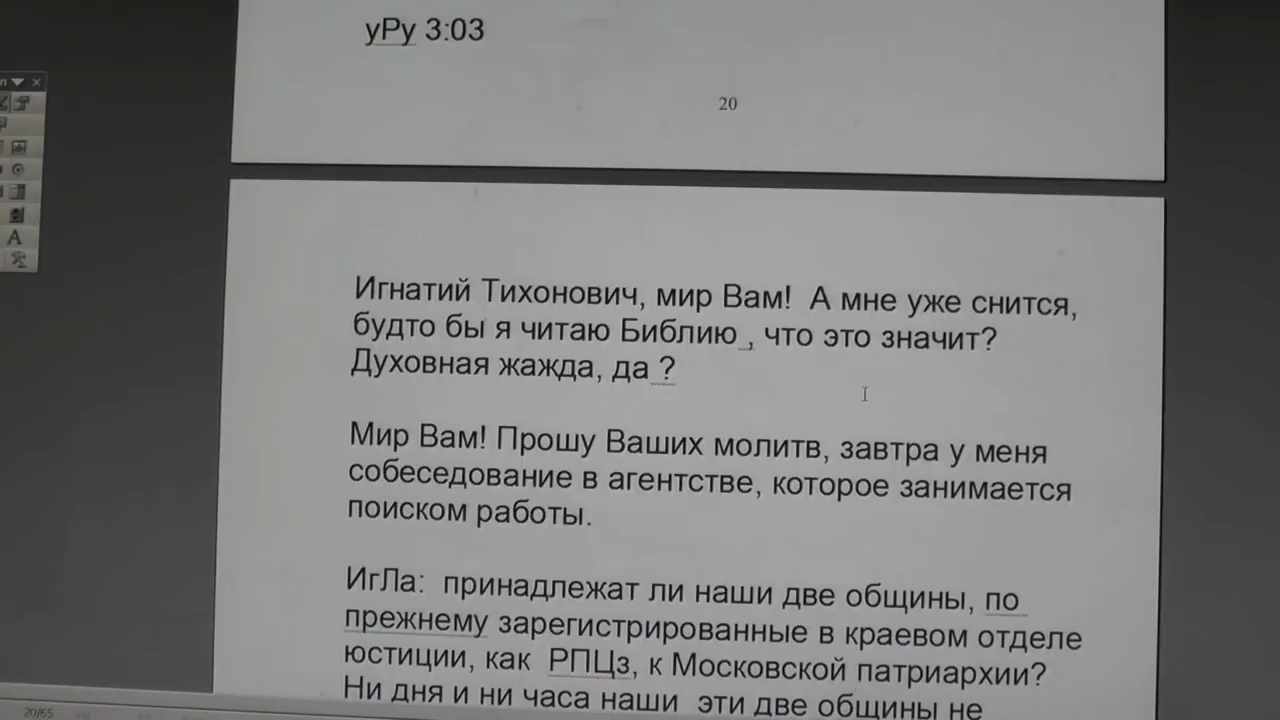 уРу 3:03
20
Игнатий Тихонович, мир Вам!  А мне уже снится,
будто бы я читаю Библию , что это значит?
Духовная жажда, да ?
Мир Вам! Прошу Ваших молитв, завтра у меня
собеседование в агентстве, которое занимается
поиском работы.
ИгЛа:  принадлежат ли наши две общины, по
прежнему зарегистрированные в краевом отделе
юстиции, как  РПЦз, к Московской патриархии?
Ни дня и ни часа наши  эти две общины не
20/65